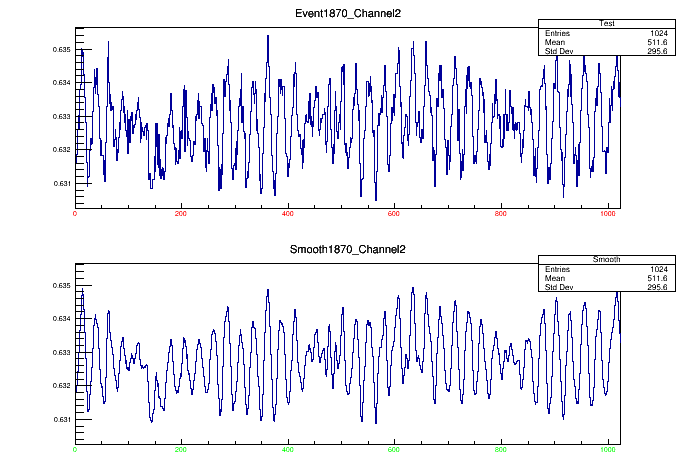 Event1870_Channel2
Test
Entries 1024
Mean 511.6
Std Dev 295.6
0.635
0.634
0.633
0.632
0.631
0 200 400 600 800 1000
Smooth1870_Channel2
Smooth
Entries 1024
Mean 511.6
Std Dev 295.6
0.635
0.634
0.633
0.632
0.631
0 200 400 600 800 1000